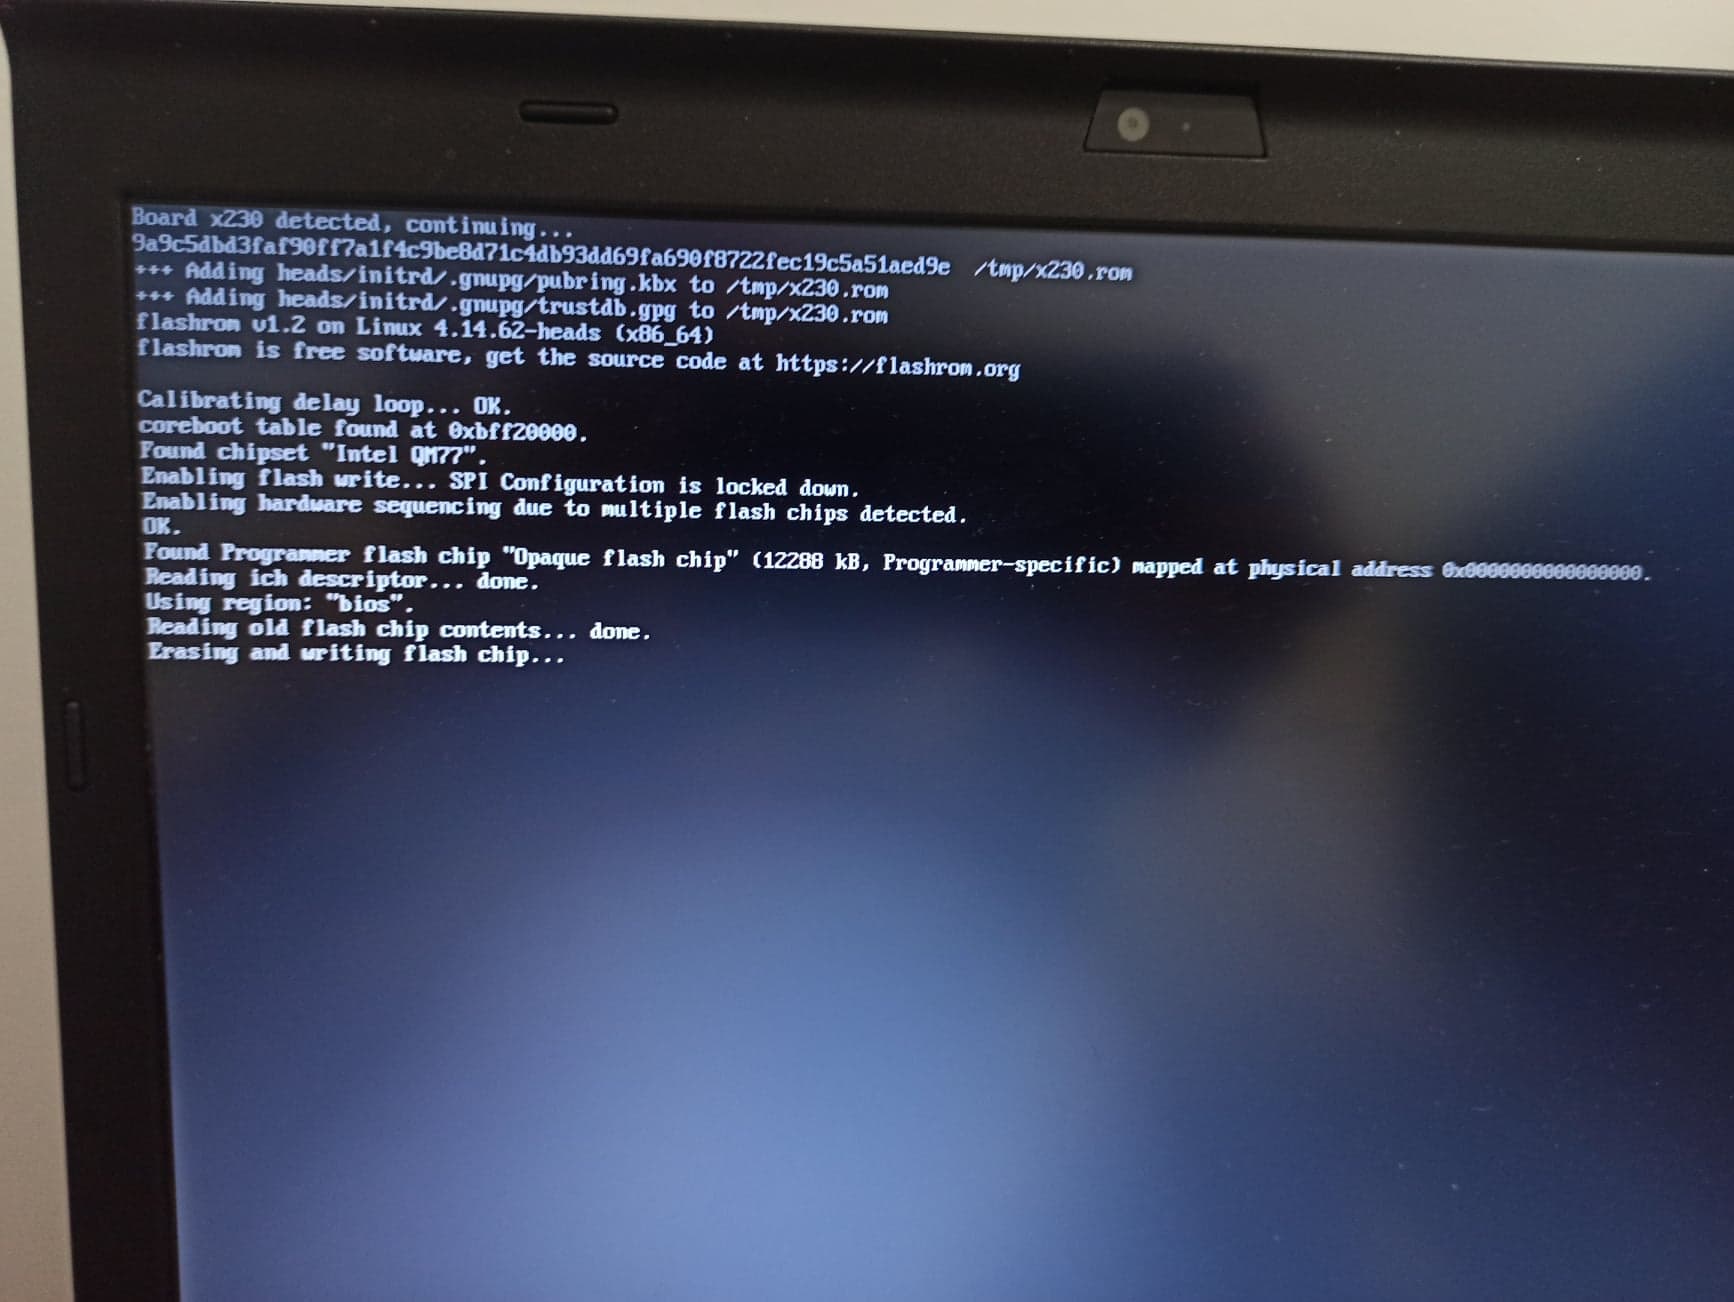 Board x230 detected, continuing...
9a9c5dbd3faf90ff7a1f4c9be8d71c4db93dd69fa690f8722fec19c5a51aed9e  /tmp/x230.rom
+++ Adding heads/initrd/.gnupg/pubring.kbx to /tmp/x230.rom
+++ Adding heads/initrd/.gnupg/trustdb.gpg to /tmp/x230.rom
flashrom v1.2 on Linux 4.14.62-heads (x86_64)
flashrom is free software, get the source code at https://flashrom.org
Calibrating delay loop... OK.
coreboot table found at 0xbff20000.
Found chipset "Intel QM77".
Enabling flash write... SPI Configuration is locked down.
Enabling hardware sequencing due to multiple flash chips detected.
OK.
Found Programmer flash chip "Opaque flash chip" (12288 kB, Programmer-specific) mapped at physical address 0x0000000000000000.
Reading ich descriptor... done.
Using region: "bios".
Reading old flash chip contents... done.
Erasing and writing flash chip...